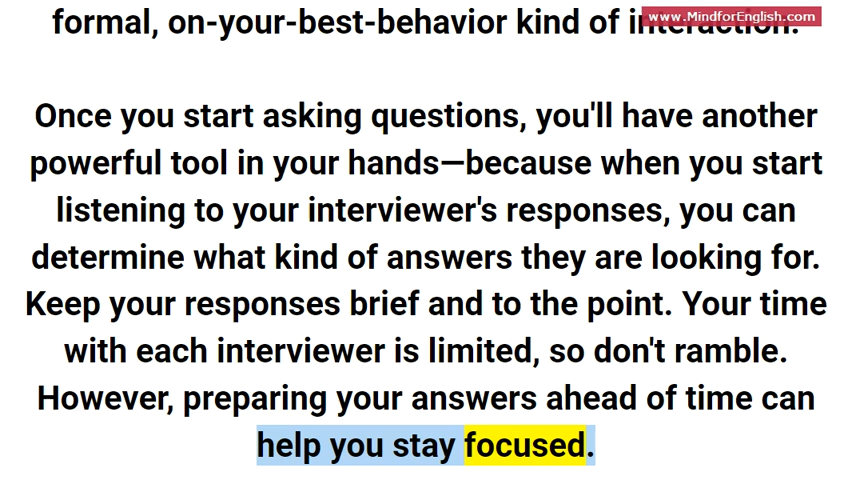 formal, on-your-best-behavior kind of interaction.
www.MindforEnglish.com
Once you start asking questions, you'll have another
powerful tool in your hands—because when you start
listening to your interviewer's responses, you can
determine what kind of answers they are looking for.
Keep your responses brief and to the point. Your time
with each interviewer is limited, so don't ramble.
However, preparing your answers ahead of time can
help you stay focused.